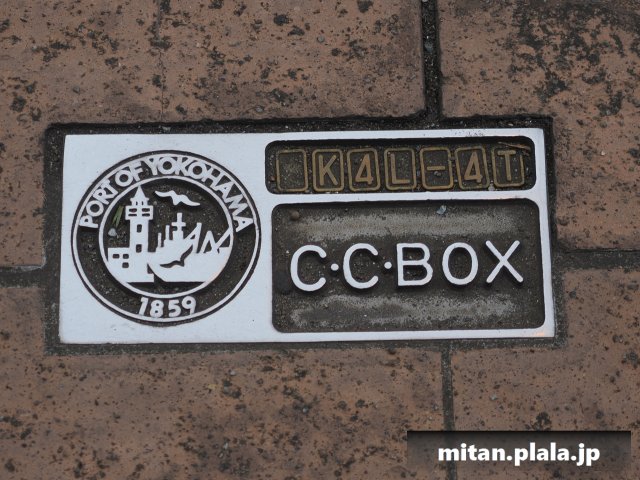 PORT OF YOKOHAMA
1859
K4L-4T
C·C·BOX
mitan.plala.jp